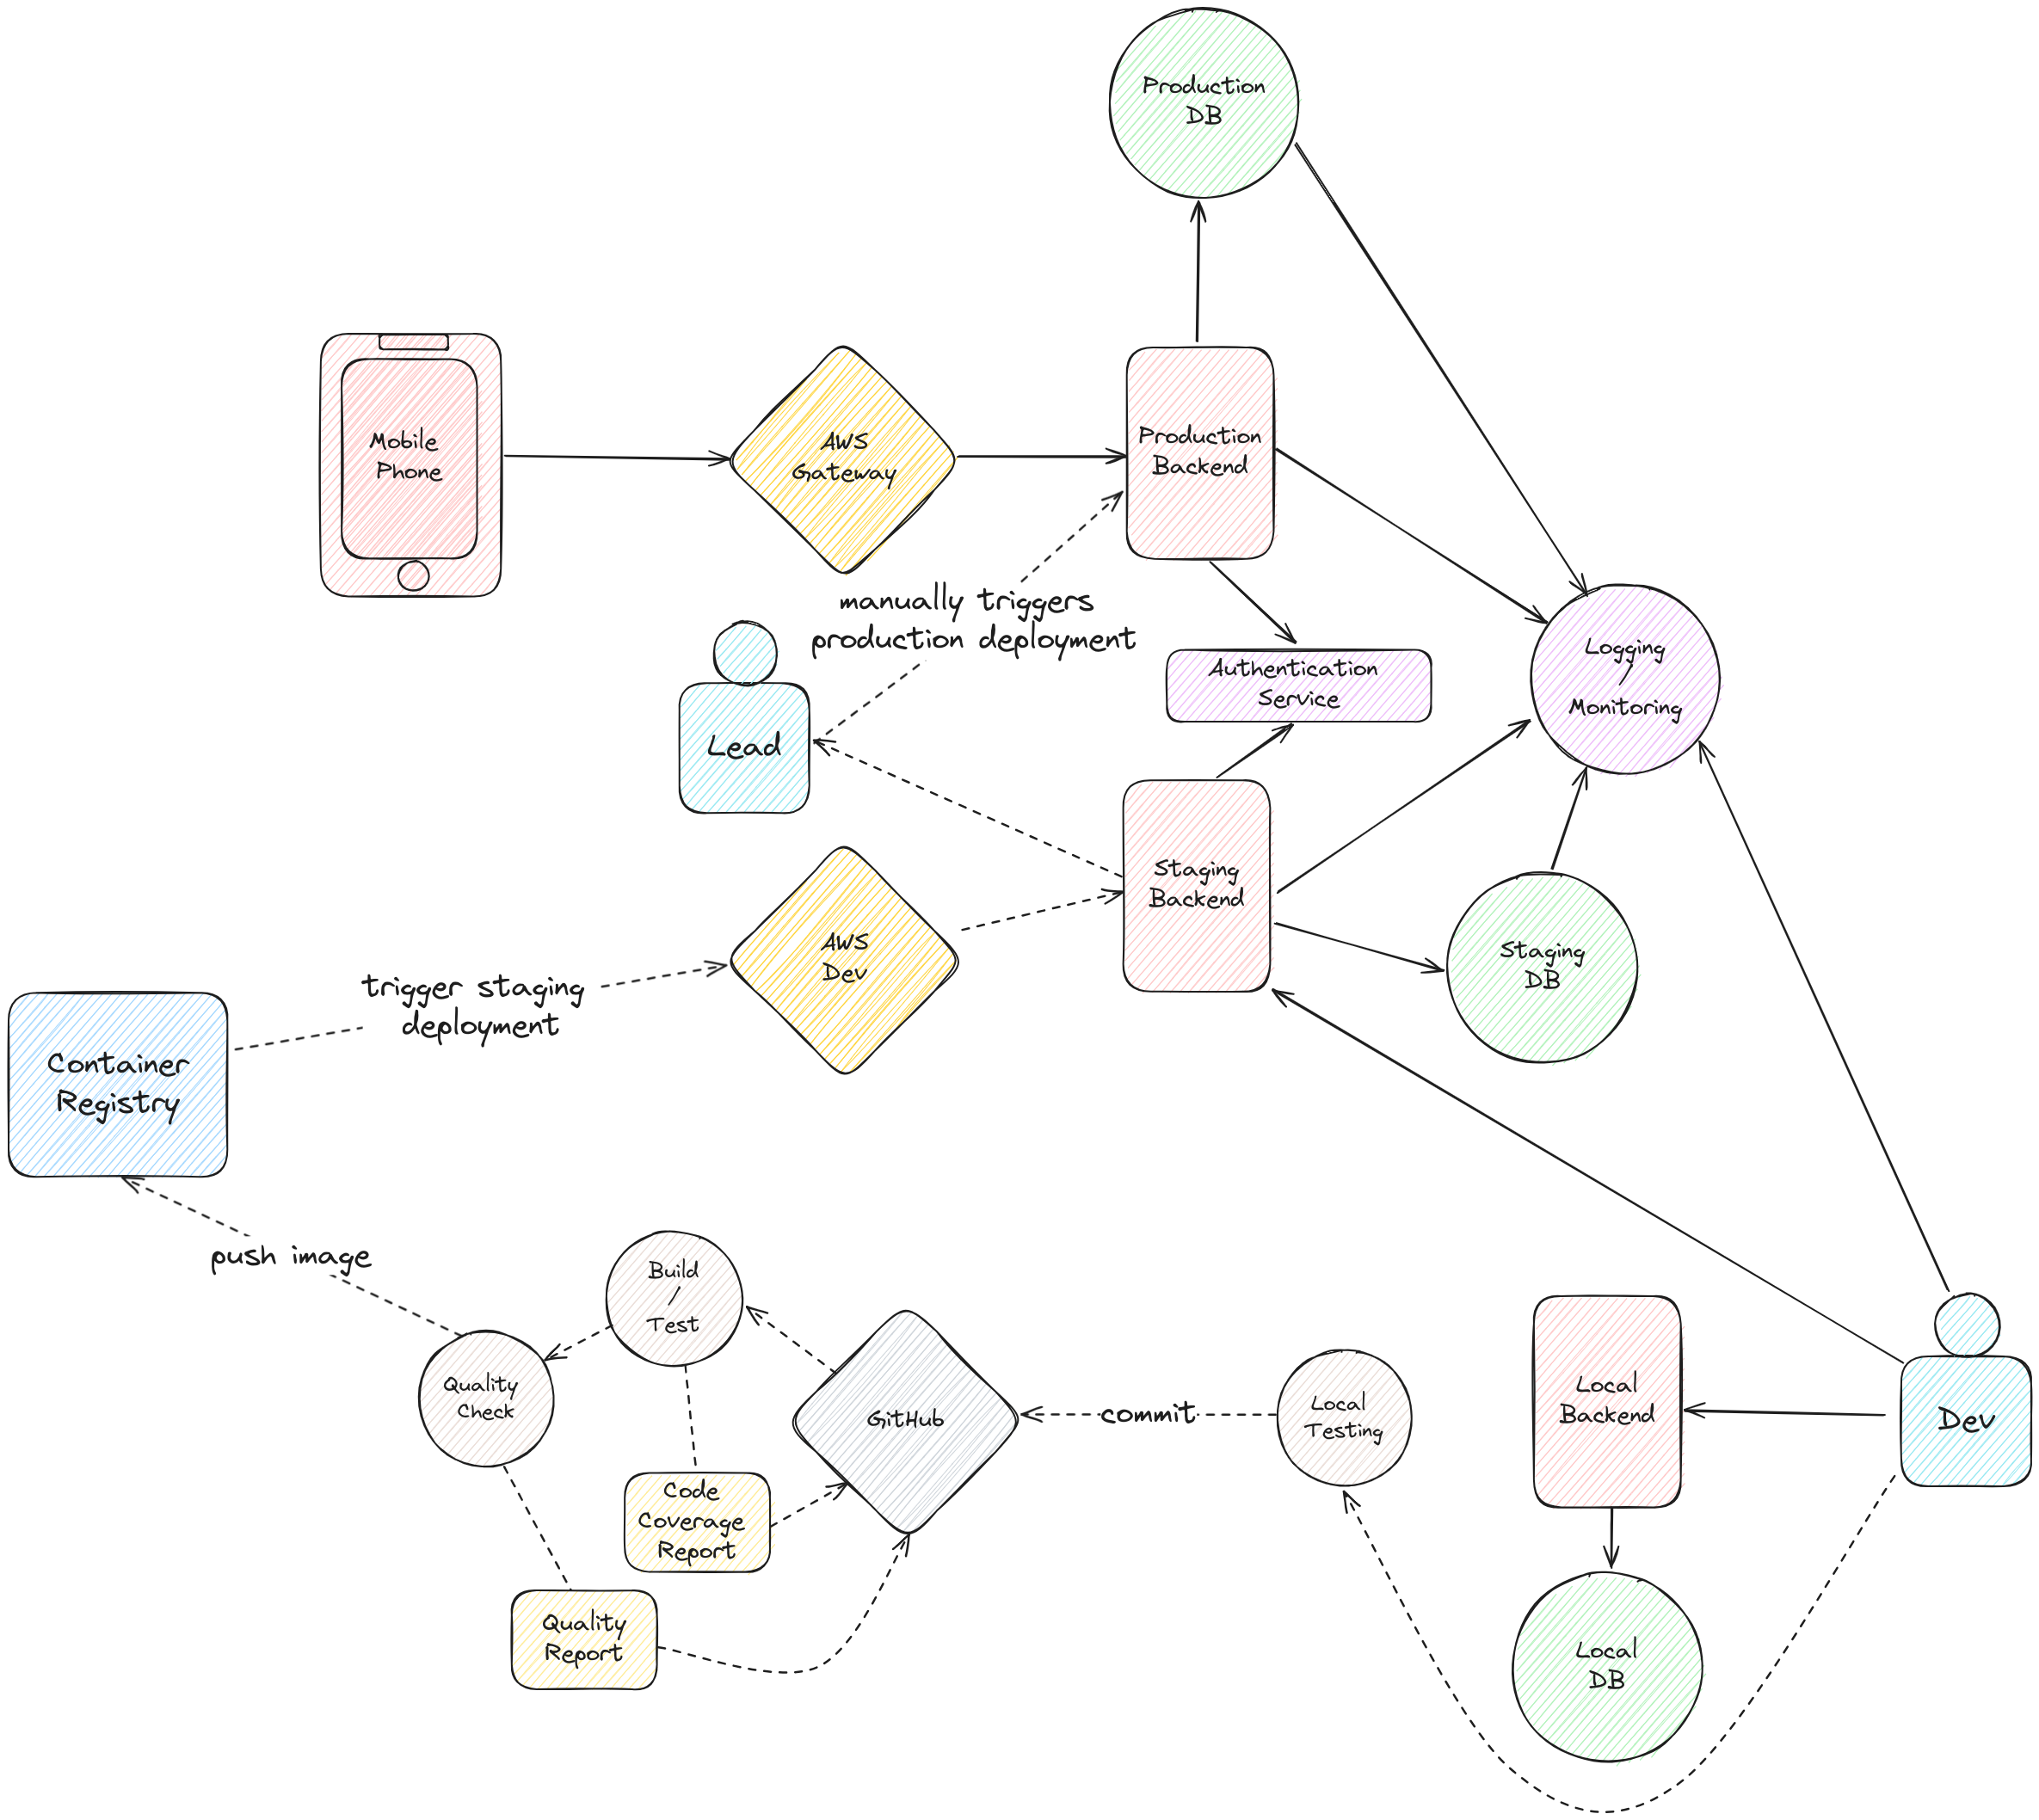 Production
DB
Mobile
Phone
AWS
Gateway
Production
Backend
manually triggers
production deployment
Authentication
Service
Logging
/
Monitoring
Lead
Staging
Backend
Staging
DB
AWS
Dev
trigger staging
deployment
Container
Registry
push image
Build
/
Test
Quality
Check
GitHub
commit
Local
Testing
Local
Backend
Dev
Code
Coverage
Report
Quality
Report
Local
DB